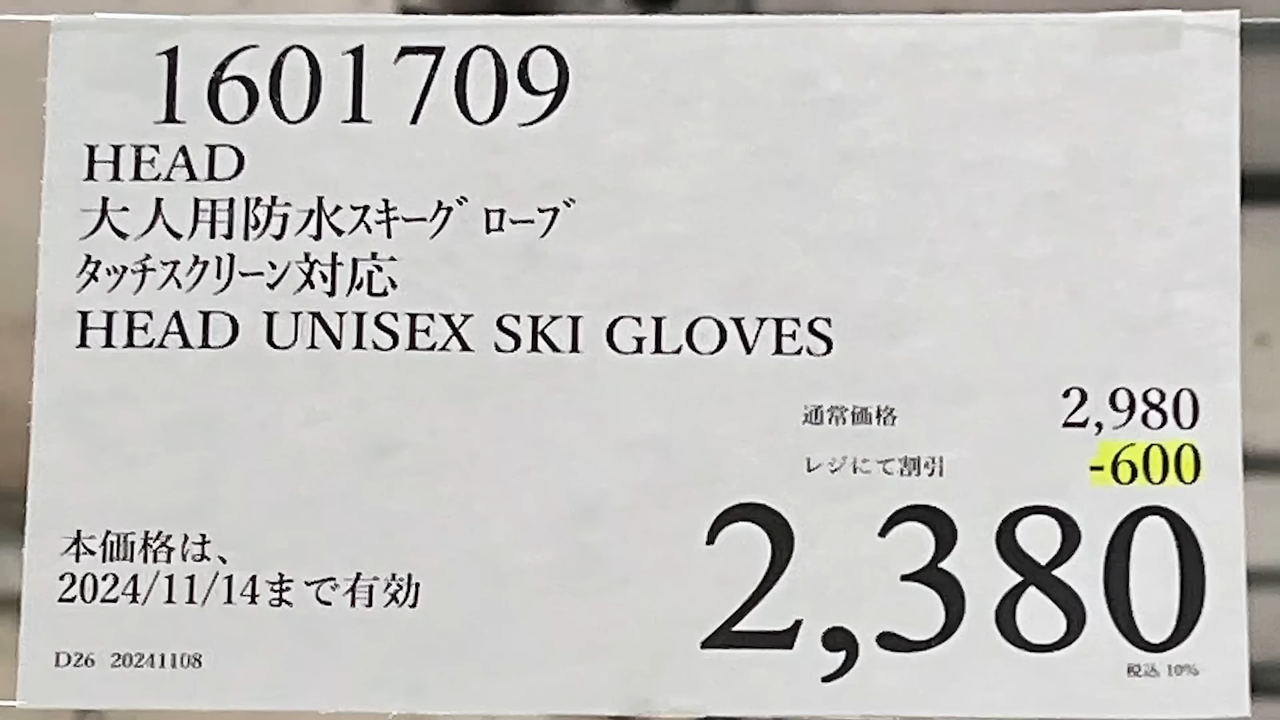 1601709
HEAD
大人用防水ｽｷｰｸﾞﾛｰﾌﾞ
ﾀｯﾁｽｸﾘｰﾝ対応
HEAD UNISEX SKI GLOVES
通常価格 2,980
レジにて割引 -600
2,380
税込 10%
本価格は、
2024/11/14まで有効
D26 20241108